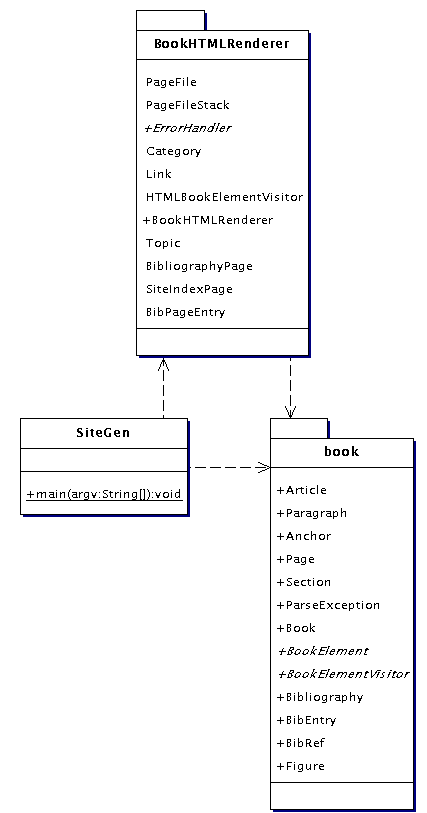 BookHTMLRenderer
PageFile
PageFileStack
+ErrorHandler
Category
Link
HTMLBookElementVisitor
+BookHTMLRenderer
Topic
BibliographyPage
SiteIndexPage
BibPageEntry
SiteGen
+main(argv:String[]):void
book
+Article
+Paragraph
+Anchor
+Page
+Section
+ParseException
+Book
+BookElement
+BookElementVisitor
+Bibliography
+BibEntry
+BibRef
+Figure